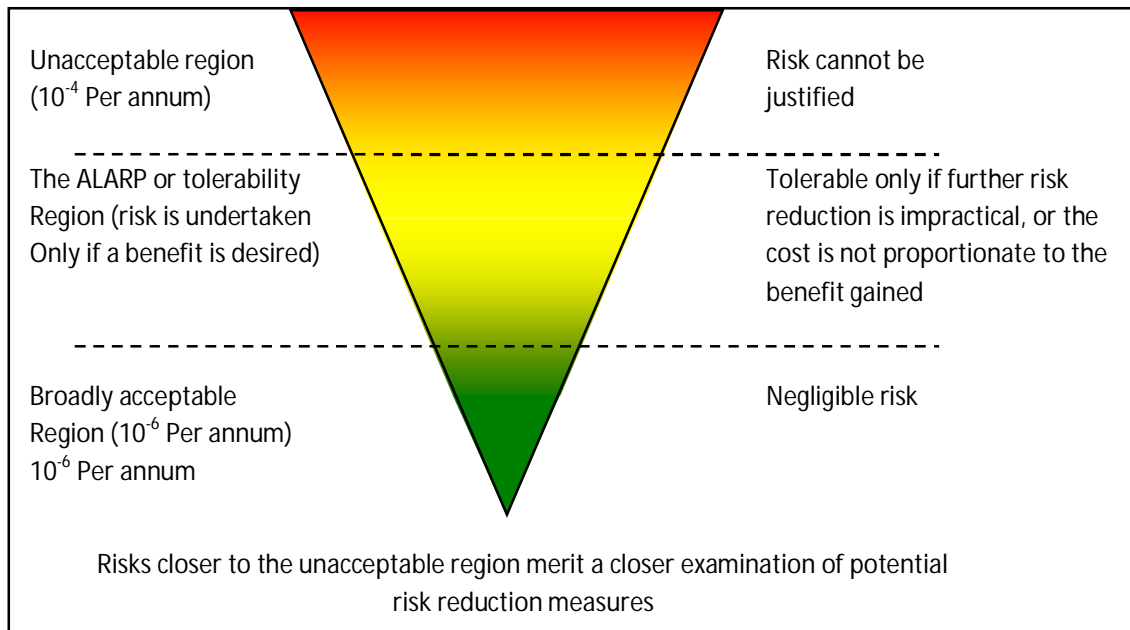 Unacceptable region
(10⁻⁴ Per annum)
Risk cannot be
justified
The ALARP or tolerability
Region (risk is undertaken
Only if a benefit is desired)
Tolerable only if further risk
reduction is impractical, or the
cost is not proportionate to the
benefit gained
Broadly acceptable
Region (10⁻⁶ Per annum)
10⁻⁶ Per annum
Negligible risk
Risks closer to the unacceptable region merit a closer examination of potential
risk reduction measures